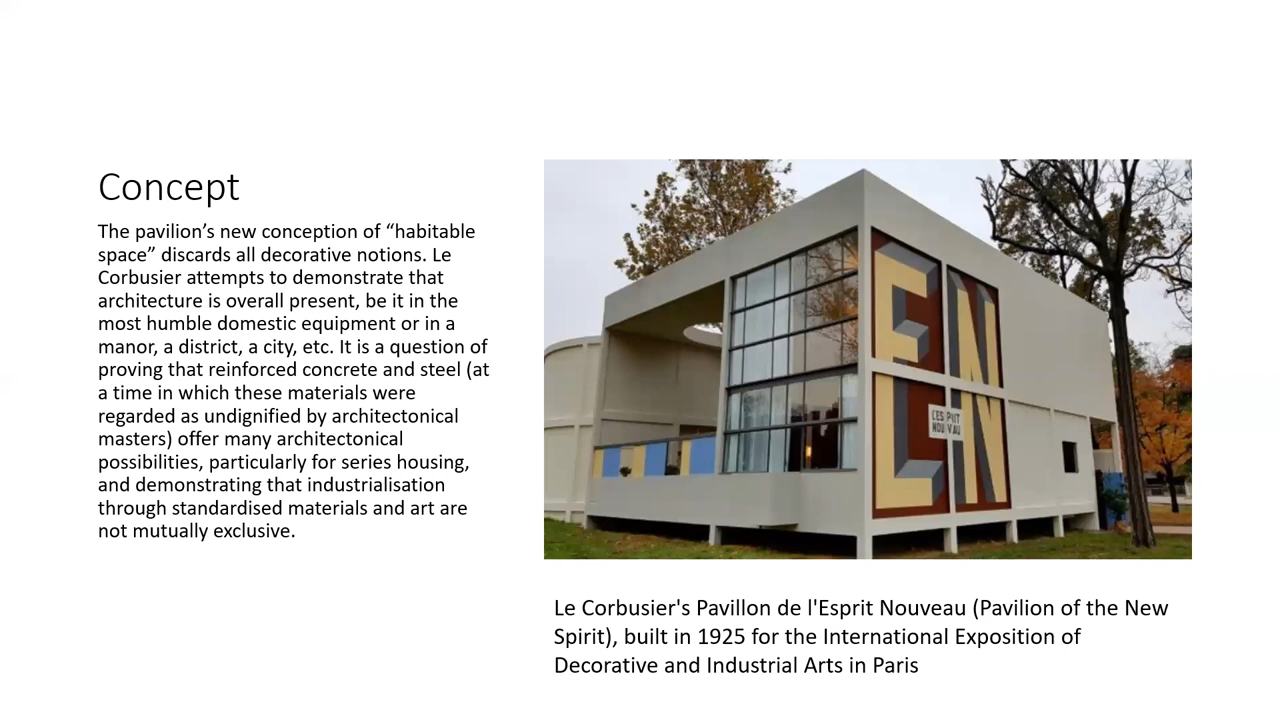 Concept
The pavilion’s new conception of “habitable
space” discards all decorative notions. Le
Corbusier attempts to demonstrate that
architecture is overall present, be it in the
most humble domestic equipment or in a
manor, a district, a city, etc. It is a question of
proving that reinforced concrete and steel (at
a time in which these materials were
regarded as undignified by architectonical
masters) offer many architectonical
possibilities, particularly for series housing,
and demonstrating that industrialisation
through standardised materials and art are
not mutually exclusive.
EN
EN
Le Corbusier's Pavillon de l'Esprit Nouveau (Pavilion of the New
Spirit), built in 1925 for the International Exposition of
Decorative and Industrial Arts in Paris